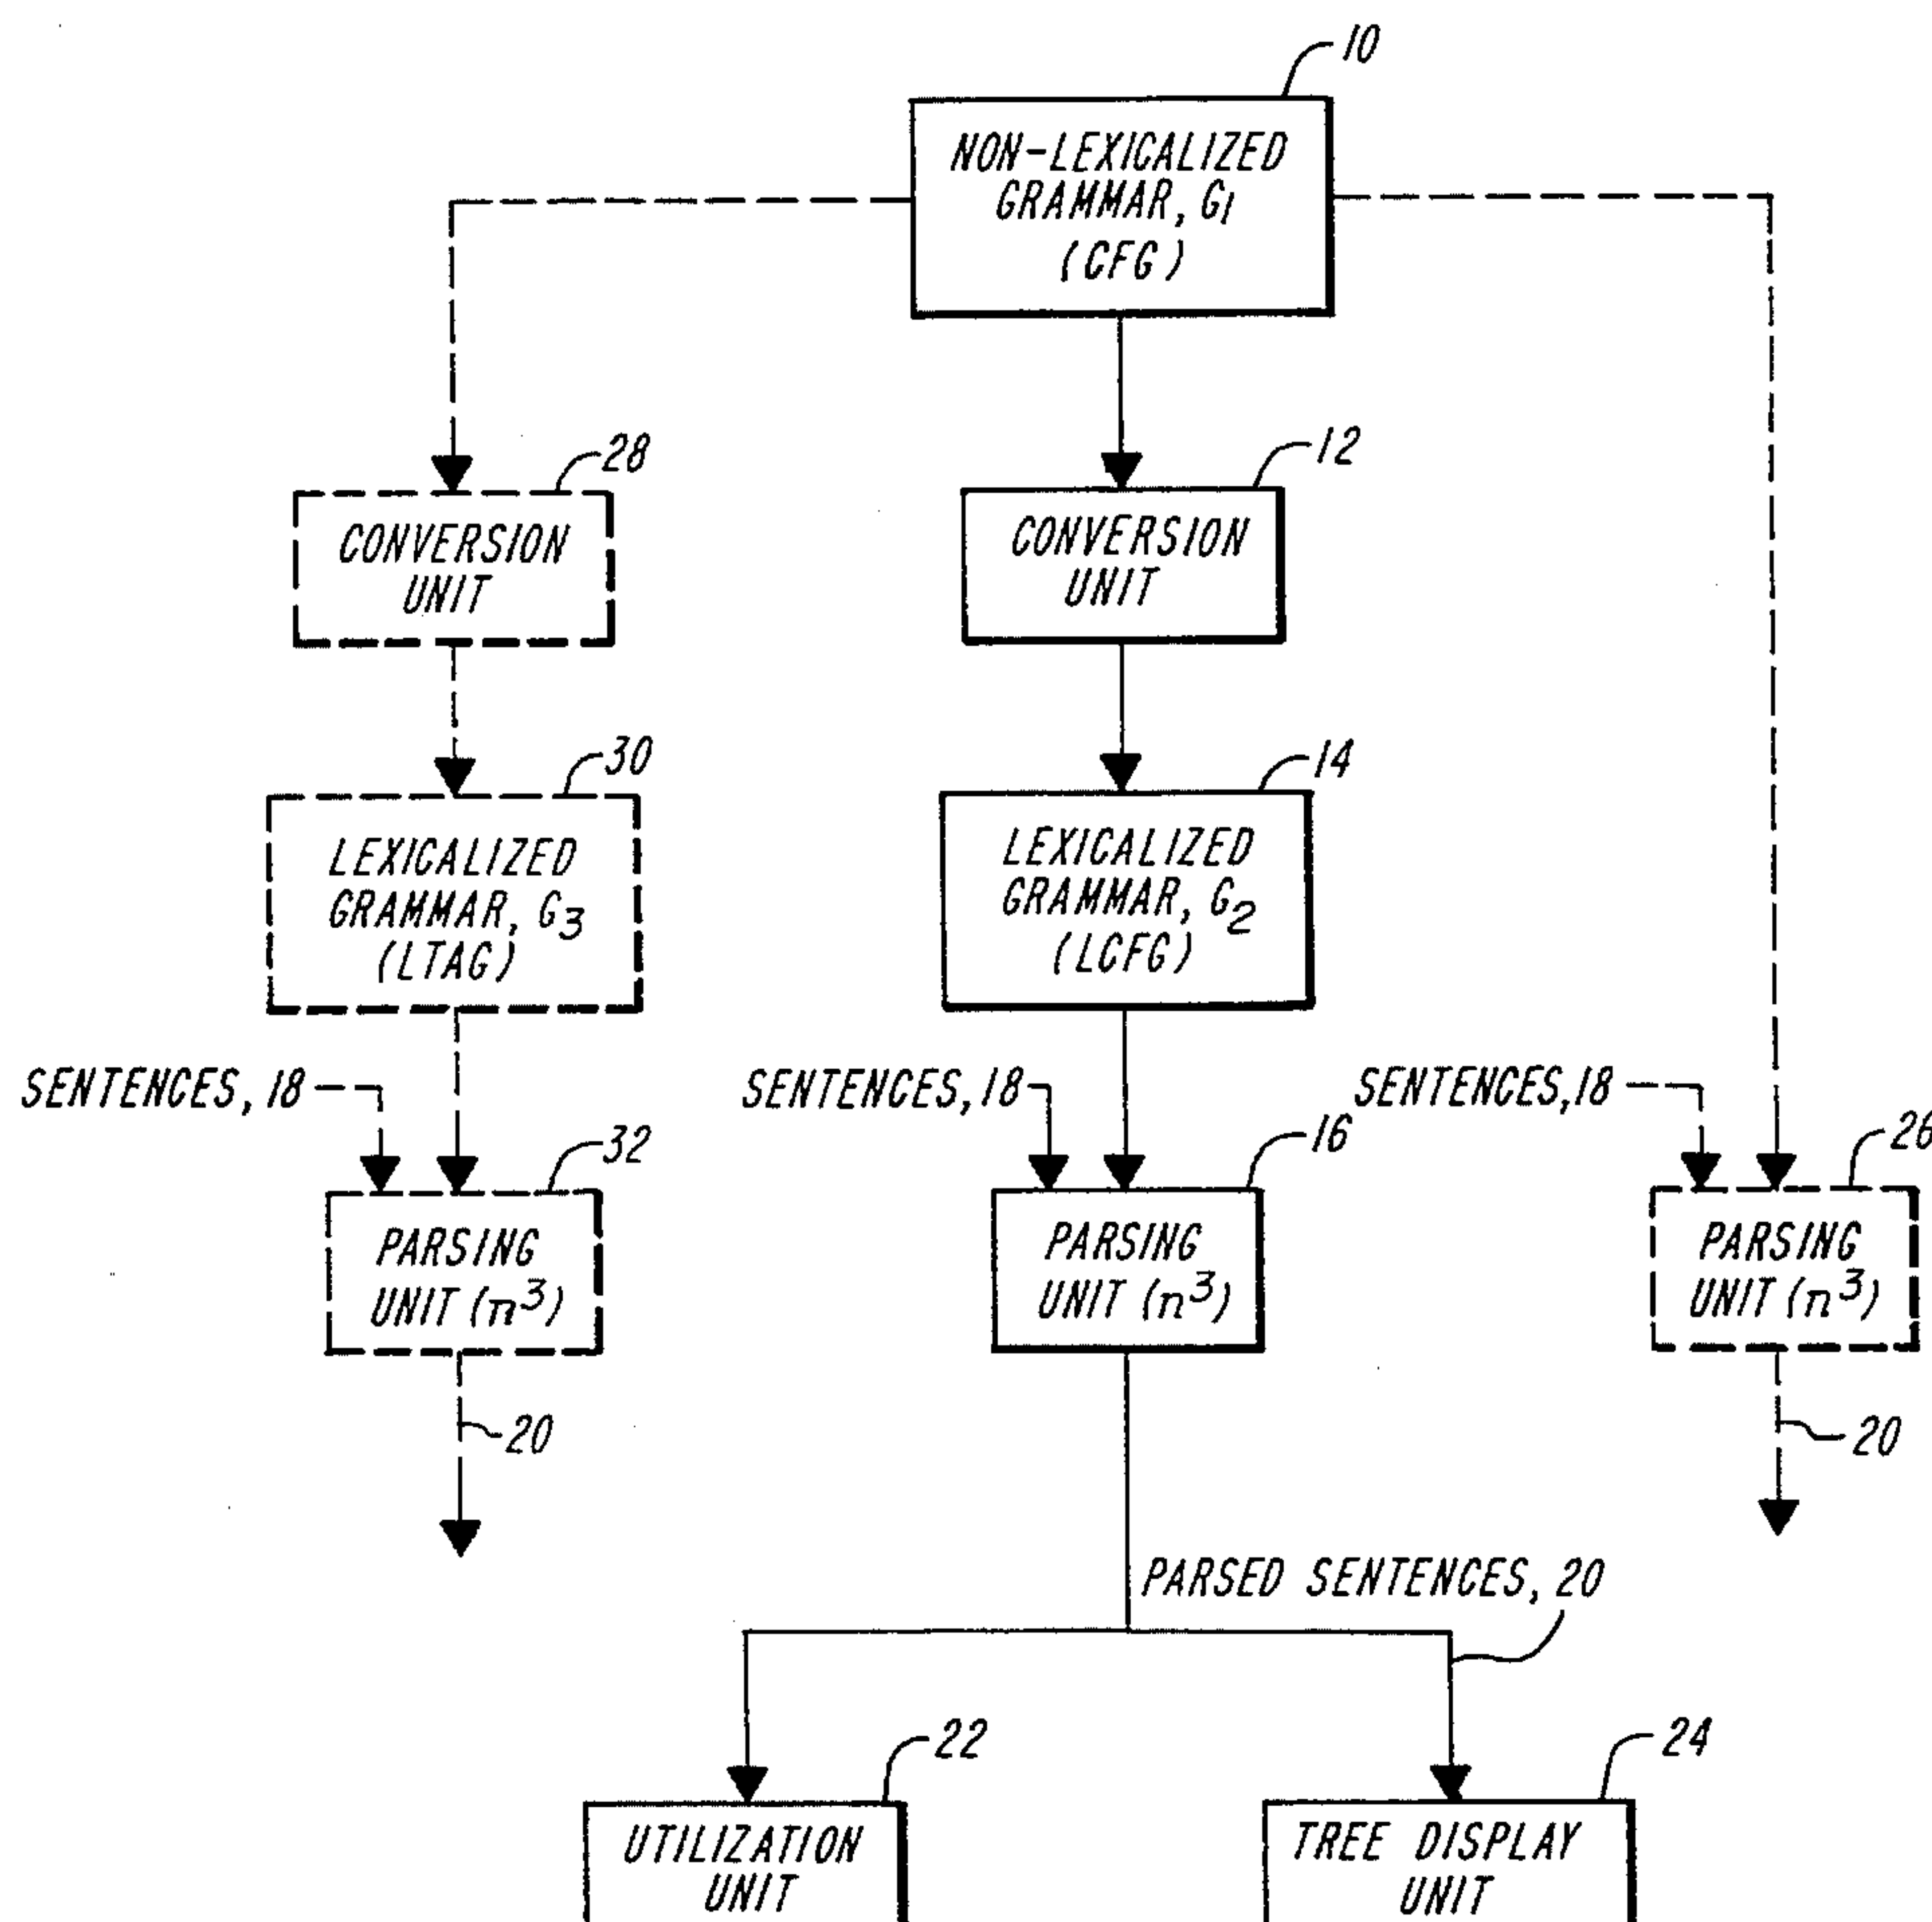 10
NON-LEXICALIZED
GRAMMAR, G1
(CFG)
28
CONVERSION
UNIT
12
CONVERSION
UNIT
30
LEXICALIZED
GRAMMAR, G3
(LTAG)
14
LEXICALIZED
GRAMMAR, G2
(LCFG)
SENTENCES, 18
SENTENCES, 18
SENTENCES, 18
32
PARSING
UNIT (n³)
16
PARSING
UNIT (n³)
26
PARSING
UNIT (n³)
20
20
PARSED SENTENCES, 20
22
UTILIZATION
UNIT
24
TREE DISPLAY
UNIT